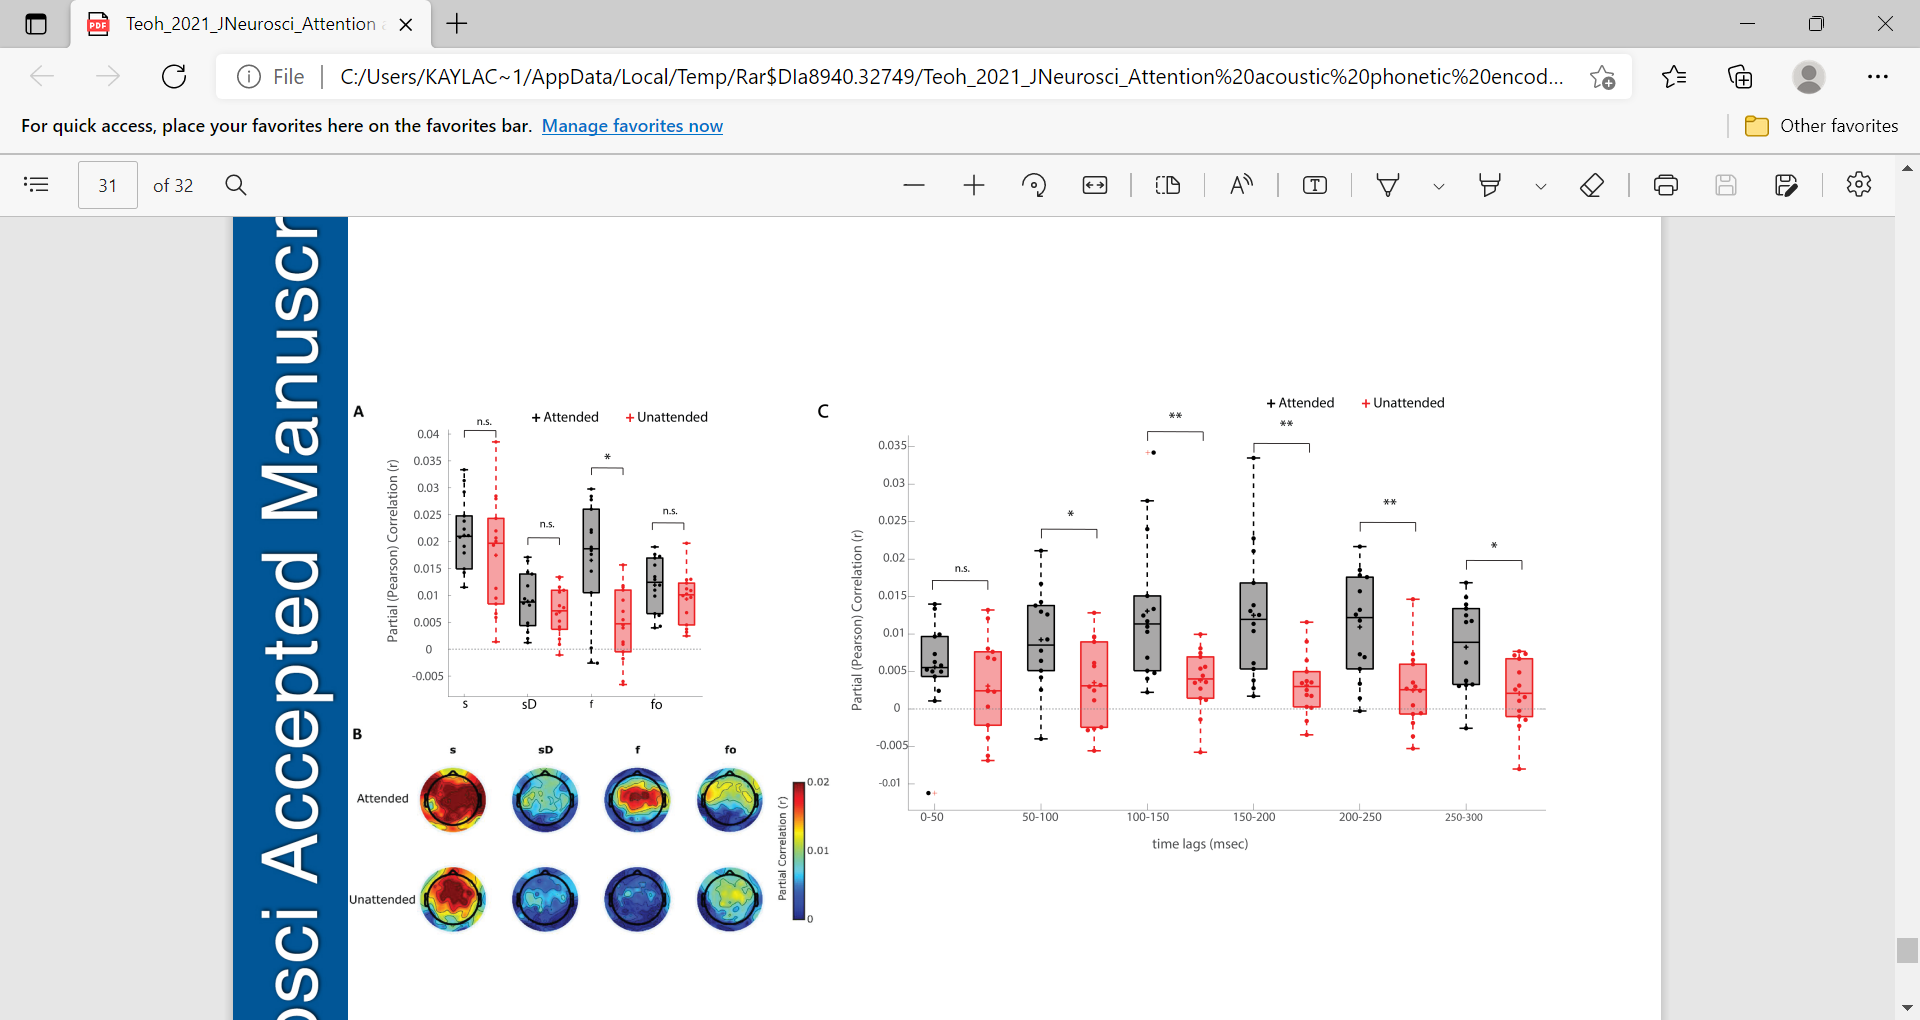 Teoh_2021_JNeurosci_Attention
File
C:/Users/KAYLAC~1/AppData/Local/Temp/Rar$DIa8940.32749/Teoh_2021_JNeurosci_Attention%20acoustic%20phonetic%20encod...
For quick access, place your favorites here on the favorites bar. Manage favorites now
Other favorites
31 of 32
osci Accepted Manuscr
A
+ Attended + Unattended
Partial (Pearson) Correlation (r)
0.04
0.035
0.03
0.025
0.02
0.015
0.01
0.005
0
-0.005
n.s.
n.s.
*
n.s.
s sD f fo
B
s sD f fo
Attended
Unattended
Partial Correlation (r)
0.02
0.01
0
C
+ Attended + Unattended
Partial (Pearson) Correlation (r)
0.035
0.03
0.025
0.02
0.015
0.01
0.005
0
-0.005
-0.01
n.s.
*
**
**
**
*
0-50 50-100 100-150 150-200 200-250 250-300
time lags (msec)